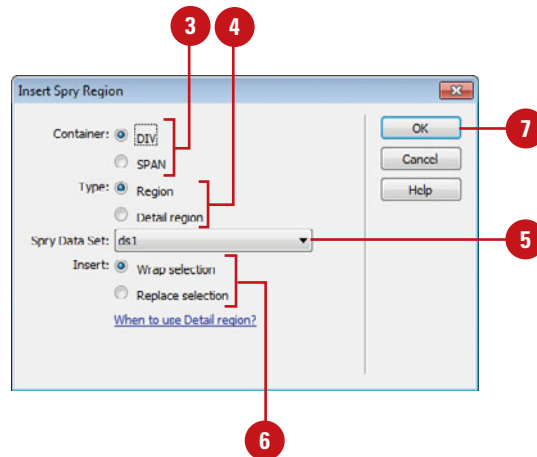 3 4
Insert Spry Region
Container: DIV
SPAN
OK
7
Cancel
Type: Region
Help
Detail region
Spry Data Set: ds1
5
Insert: Wrap selection
Replace selection
When to use Detail region?
6